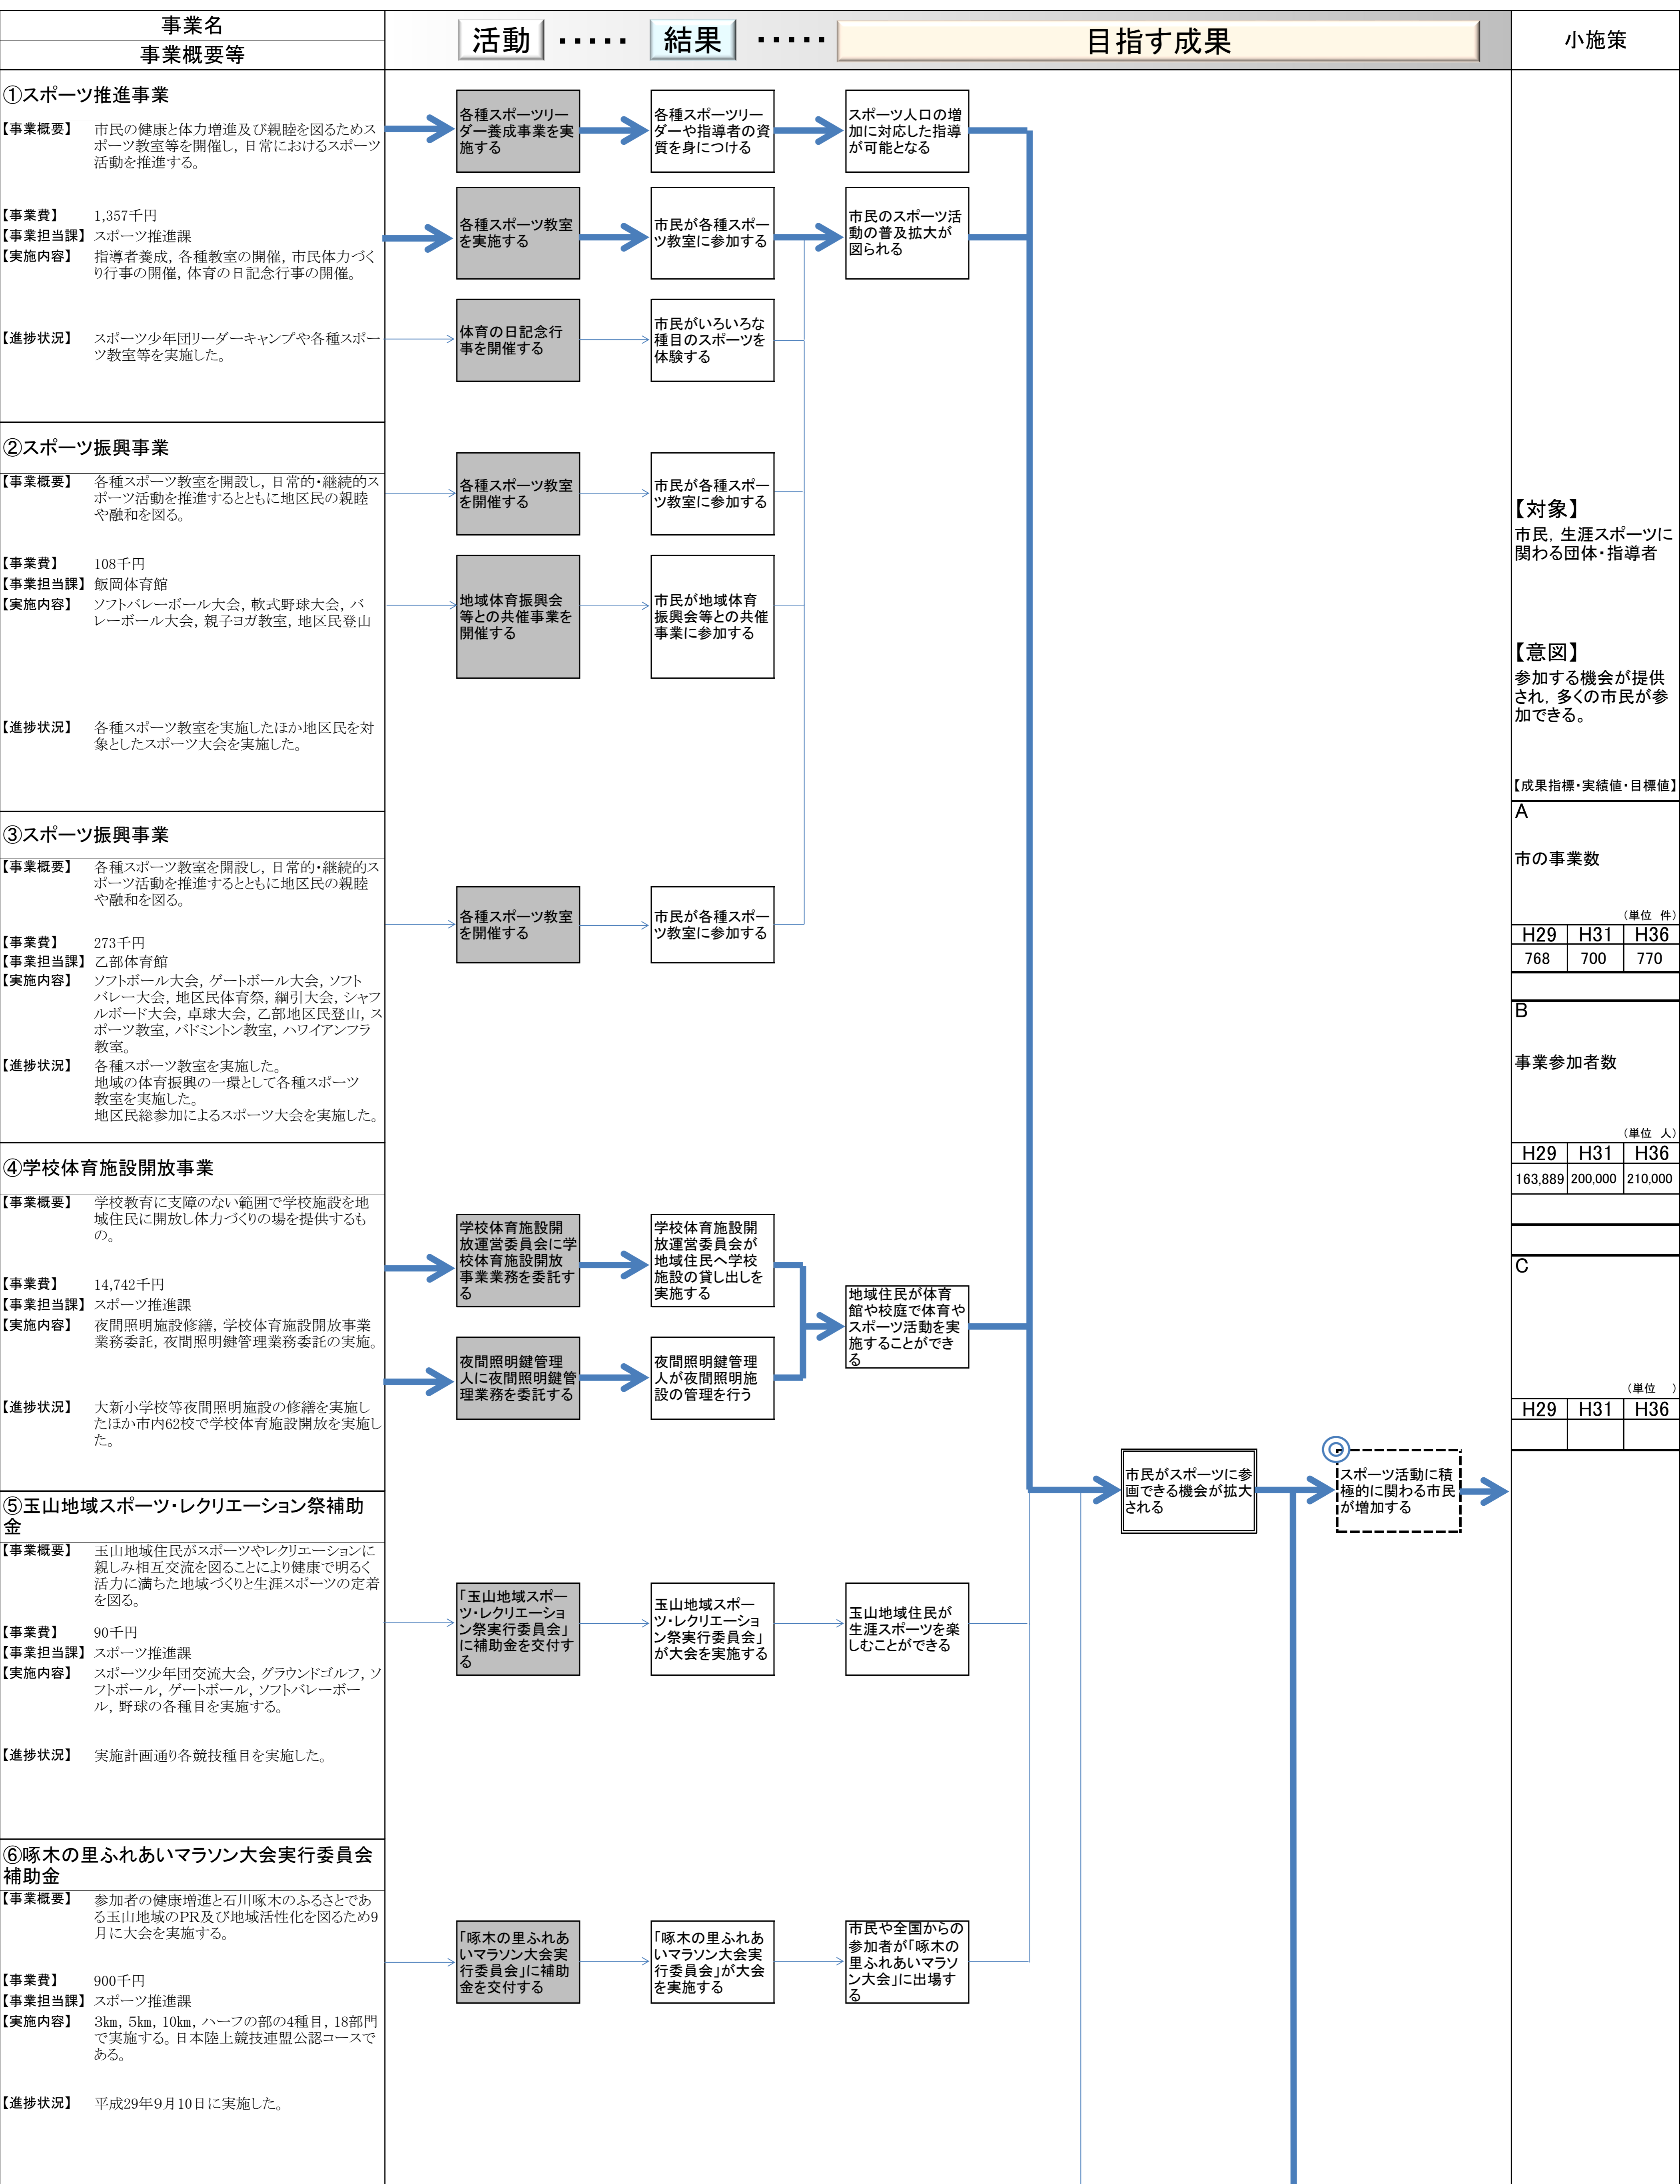 事業名
事業概要等
活動 ・・・・・ 結果 ・・・・・ 目指す成果
小施策
①スポーツ推進事業
【事業概要】 市民の健康と体力増進及び親睦を図るためス
ポーツ教室等を開催し，日常におけるスポーツ
活動を推進する。
【事業費】 1,357千円
【事業担当課】 スポーツ推進課
【実施内容】 指導者養成，各種教室の開催，市民体力づく
り行事の開催，体育の日記念行事の開催。
【進捗状況】 スポーツ少年団リーダーキャンプや各種スポー
ツ教室等を実施した。
各種スポーツリー
ダー養成事業を実
施する
各種スポーツリー
ダーや指導者の資
質を身につける
スポーツ人口の増
加に対応した指導
が可能となる
各種スポーツ教室
を実施する
市民が各種スポー
ツ教室に参加する
市民のスポーツ活
動の普及拡大が
図られる
体育の日記念行
事を開催する
市民がいろいろな
種目のスポーツを
体験する
②スポーツ振興事業
【事業概要】 各種スポーツ教室を開設し，日常的・継続的ス
ポーツ活動を推進するとともに地区民の親睦
や融和を図る。
【事業費】 108千円
【事業担当課】 飯岡体育館
【実施内容】 ソフトバレーボール大会，軟式野球大会，バ
レーボール大会，親子ヨガ教室，地区民登山
【進捗状況】 各種スポーツ教室を実施したほか地区民を対
象としたスポーツ大会を実施した。
各種スポーツ教室
を開催する
市民が各種スポー
ツ教室に参加する
地域体育振興会
等との共催事業を
開催する
市民が地域体育
振興会等との共催
事業に参加する
③スポーツ振興事業
【事業概要】 各種スポーツ教室を開設し，日常的・継続的ス
ポーツ活動を推進するとともに地区民の親睦
や融和を図る。
【事業費】 273千円
【事業担当課】 乙部体育館
【実施内容】 ソフトボール大会，ゲートボール大会，ソフト
バレー大会，地区民体育祭，綱引大会，シャフ
ルボード大会，卓球大会，乙部地区民登山，ス
ポーツ教室，バドミントン教室，ハワイアンフラ
教室。
【進捗状況】 各種スポーツ教室を実施した。
地域の体育振興の一環として各種スポーツ
教室を実施した。
地区民総参加によるスポーツ大会を実施した。
各種スポーツ教室
を開催する
市民が各種スポー
ツ教室に参加する
④学校体育施設開放事業
【事業概要】 学校教育に支障のない範囲で学校施設を地
域住民に開放し体力づくりの場を提供するも
の。
【事業費】 14,742千円
【事業担当課】 スポーツ推進課
【実施内容】 夜間照明施設修繕，学校体育施設開放事業
業務委託，夜間照明鍵管理業務委託の実施。
【進捗状況】 大新小学校等夜間照明施設の修繕を実施し
たほか市内62校で学校体育施設開放を実施し
た。
学校体育施設開
放運営委員会に学
校体育施設開放
事業業務を委託す
る
学校体育施設開
放運営委員会が
地域住民へ学校
施設の貸し出しを
実施する
夜間照明鍵管理
人に夜間照明鍵管
理業務を委託する
夜間照明鍵管理
人が夜間照明施
設の管理を行う
地域住民が体育
館や校庭で体育や
スポーツ活動を実
施することができ
る
市民がスポーツに参
画できる機会が拡大
される
◎
スポーツ活動に積
極的に関わる市民
が増加する
⑤玉山地域スポーツ・レクリエーション祭補助
金
【事業概要】 玉山地域住民がスポーツやレクリエーションに
親しみ相互交流を図ることにより健康で明るく
活力に満ちた地域づくりと生涯スポーツの定着
を図る。
【事業費】 90千円
【事業担当課】 スポーツ推進課
【実施内容】 スポーツ少年団交流大会，グラウンドゴルフ，ソ
フトボール，ゲートボール，ソフトバレーボー
ル，野球の各種目を実施する。
【進捗状況】 実施計画通り各競技種目を実施した。
「玉山地域スポー
ツ・レクリエーショ
ン祭実行委員会」
に補助金を交付す
る
玉山地域スポー
ツ・レクリエーショ
ン祭実行委員会」
が大会を実施する
玉山地域住民が
生涯スポーツを楽
しむことができる
⑥啄木の里ふれあいマラソン大会実行委員会
補助金
【事業概要】 参加者の健康増進と石川啄木のふるさとであ
る玉山地域のPR及び地域活性化を図るため9
月に大会を実施する。
【事業費】 900千円
【事業担当課】 スポーツ推進課
【実施内容】 3km，5km，10km，ハーフの部の4種目，18部門
で実施する。日本陸上競技連盟公認コースで
ある。
【進捗状況】 平成29年9月10日に実施した。
「啄木の里ふれあ
いマラソン大会実
行委員会」に補助
金を交付する
「啄木の里ふれあ
いマラソン大会実
行委員会」が大会
を実施する
市民や全国からの
参加者が「啄木の
里ふれあいマラソ
ン大会」に出場す
る
【対象】
市民，生涯スポーツに
関わる団体・指導者
【意図】
参加する機会が提供
され，多くの市民が参
加できる。
【成果指標・実績値・目標値】
A
市の事業数
（単位 件）
H29 H31 H36
768 700 770
B
事業参加者数
（単位 人）
H29 H31 H36
163,889 200,000 210,000
C
（単位 ）
H29 H31 H36